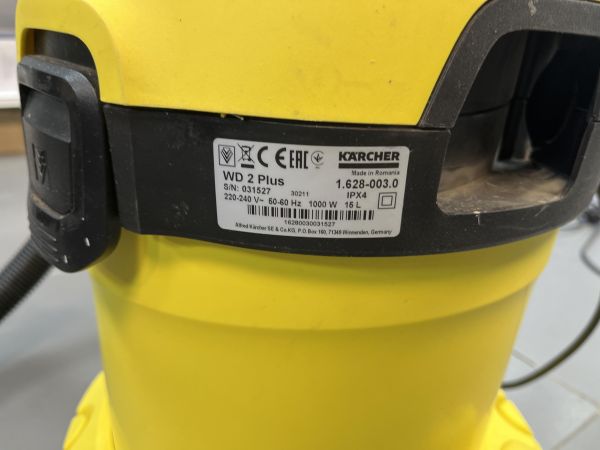 CE EAC KÄRCHER
Made in Romania
WD 2 Plus 1.628-003.0
S/N: 031527 30211 IPX4
220-240 V~ 50-60 Hz 1000 W 15 L
16280030031527
Alfred Kärcher SE & Co.KG, P.O.Box 160, 71349 Winnenden, Germany